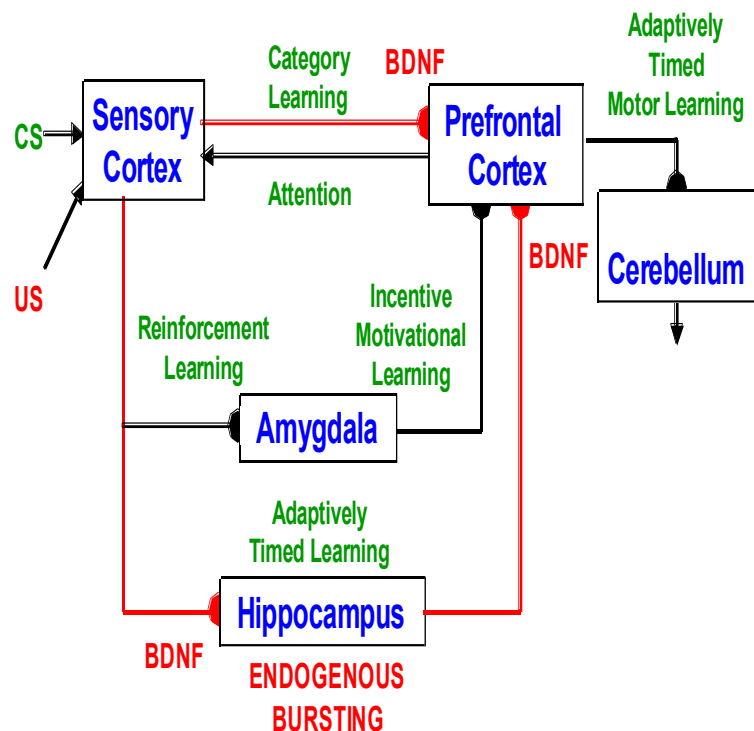 Category
Learning
BDNF
Adaptively
Timed
Motor Learning
CS
Sensory
Cortex
Prefrontal
Cortex
Attention
US
BDNF
Cerebellum
Reinforcement
Learning
Incentive
Motivational
Learning
Amygdala
Adaptively
Timed Learning
Hippocampus
BDNF
ENDOGENOUS
BURSTING